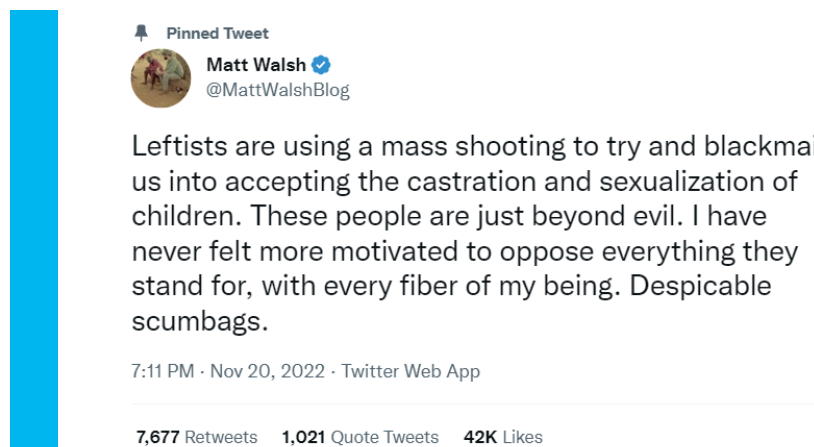 Pinned Tweet
Matt Walsh
@MattWalshBlog
Leftists are using a mass shooting to try and blackmai
us into accepting the castration and sexualization of
children. These people are just beyond evil. I have
never felt more motivated to oppose everything they
stand for, with every fiber of my being. Despicable
scumbags.
7:11 PM · Nov 20, 2022 · Twitter Web App
7,677 Retweets 1,021 Quote Tweets 42K Likes